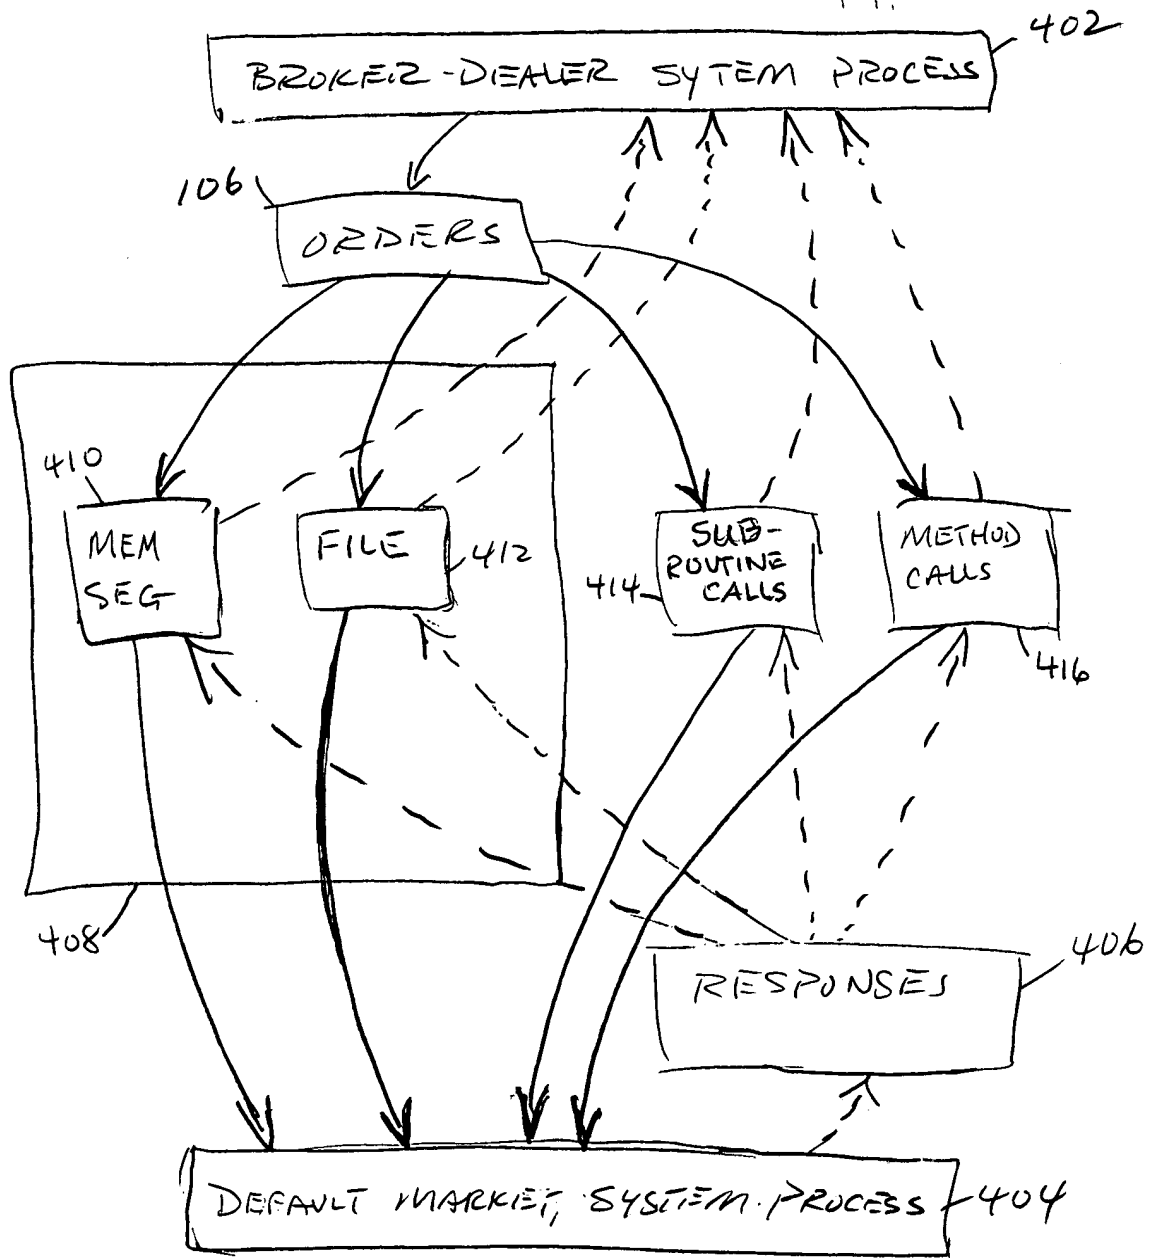 402
BROKER-DEALER SYTEM PROCESS
106
ORDERS
410
MEM
SEG
FILE
412
SUB-
ROUTINE
CALLS
414
METHOD
CALLS
416
408
RESPONSES
406
DEFAULT MARKET SYSTEM PROCESS
404